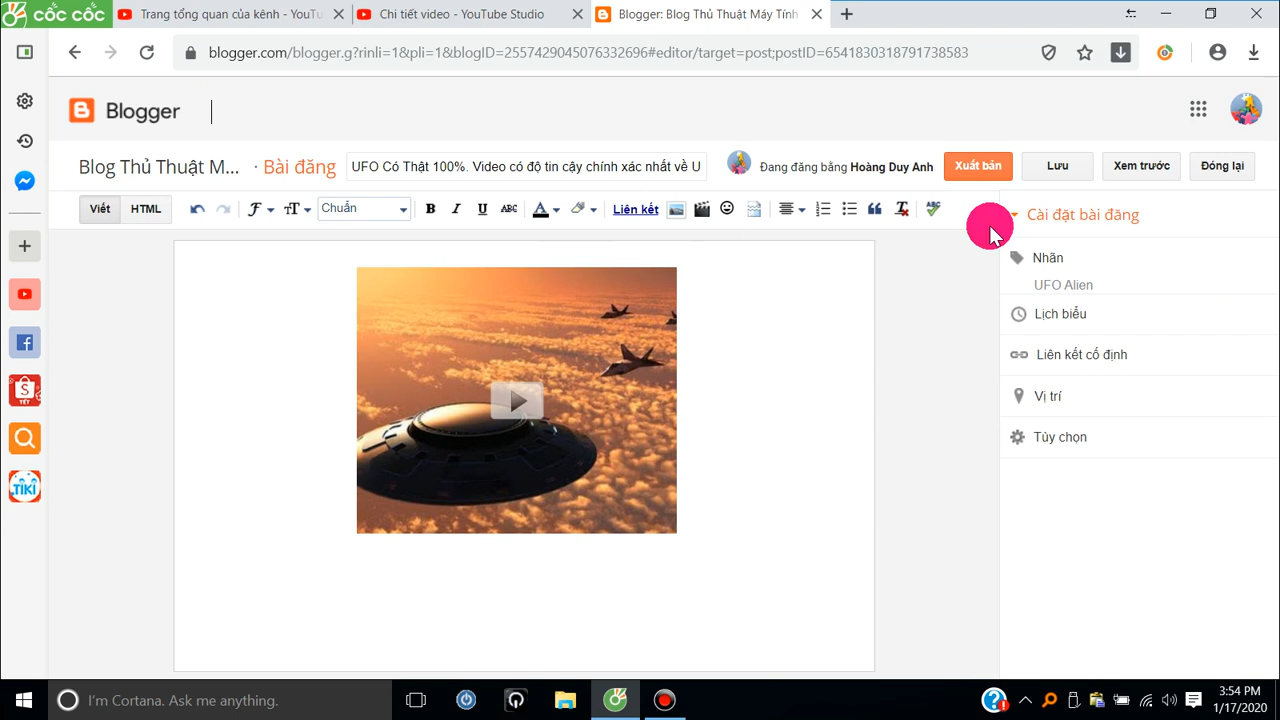 cốc cốc
Trang tổng quan của kênh - YouTu
Chi tiết video - YouTube Studio
Blogger: Blog Thủ Thuật Máy Tính
blogger.com/blogger.g?rinli=1&pli=1&blogID=2557429045076332696#editor/target=post;postID=6541830318791738583
Blogger
Blog Thủ Thuật M... · Bài đăng
UFO Có Thật 100%. Video có độ tin cậy chính xác nhất về U
Đang đăng bằng Hoàng Duy Anh
Xuất bản
Lưu
Xem trước
Đóng lại
Viết
HTML
Chuẩn
B I U ABC A
Liên kết
ABC
Cài đặt bài đăng
Nhãn
UFO Alien
Lịch biểu
Liên kết cố định
Vị trí
Tùy chọn
TẾT
TIKI
I'm Cortana. Ask me anything.
3:54 PM
1/17/2020